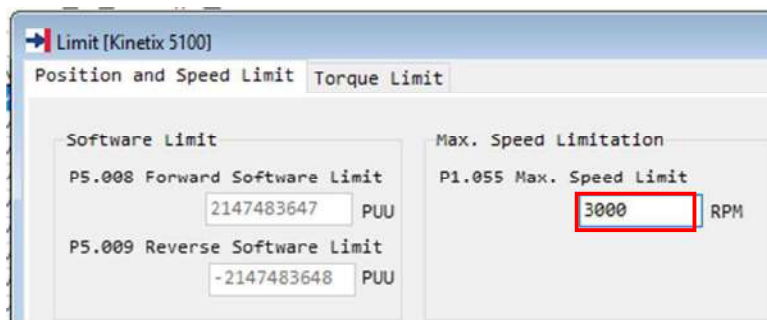 Limit [Kinetix 5100]
Position and Speed Limit Torque Limit
Software Limit
P5.008 Forward Software Limit
2147483647 PUU
P5.009 Reverse Software Limit
-2147483648 PUU
Max. Speed Limitation
P1.055 Max. Speed Limit
3000 RPM